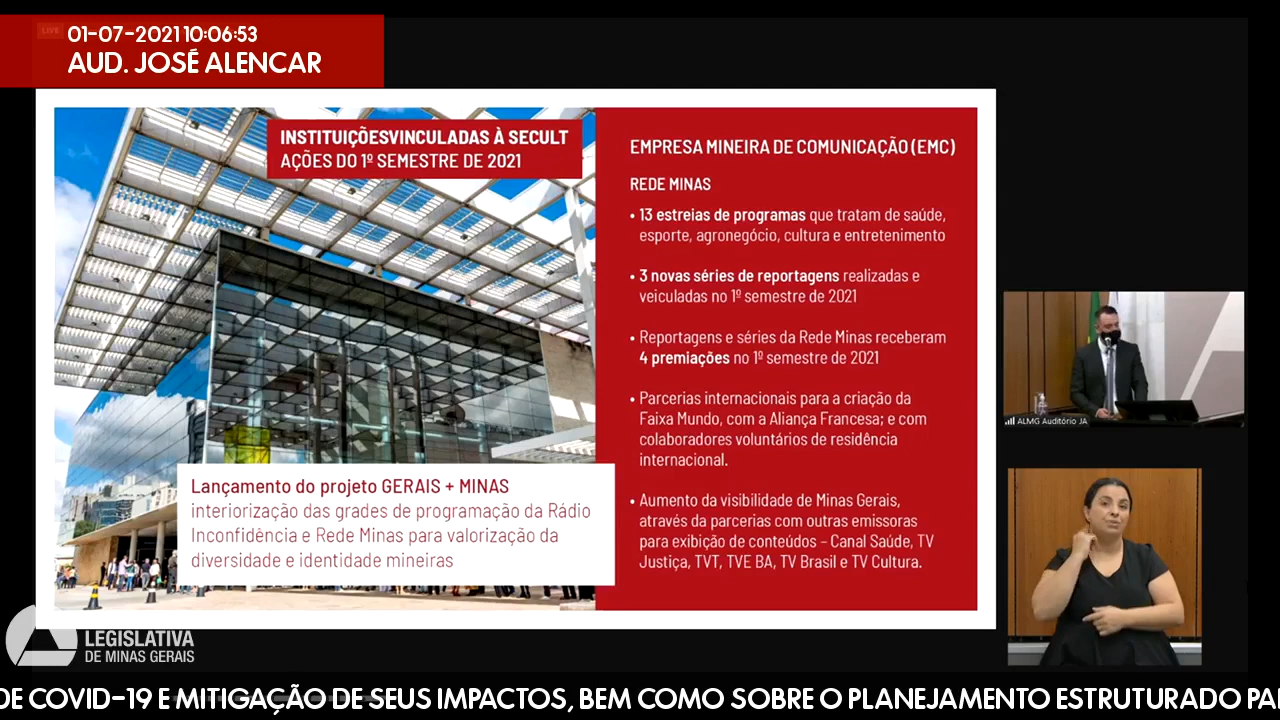 LIVE
01-07-2021 10:06:53
AUD. JOSÉ ALENCAR
INSTITUIÇÕESVINCULADAS À SECULT
AÇÕES DO 1º SEMESTRE DE 2021
Lançamento do projeto GERAIS + MINAS
interiorização das grades de programação da Rádio
Inconfidência e Rede Minas para valorização da
diversidade e identidade mineiras
EMPRESA MINEIRA DE COMUNICAÇÃO (EMC)
REDE MINAS
• 13 estreias de programas que tratam de saúde,
esporte, agronegócio, cultura e entretenimento
• 3 novas séries de reportagens realizadas e
veiculadas no 1º semestre de 2021
• Reportagens e séries da Rede Minas receberam
4 premiações no 1º semestre de 2021
• Parcerias internacionais para a criação da
Faixa Mundo, com a Aliança Francesa; e com
colaboradores voluntários de residência
internacional.
• Aumento da visibilidade de Minas Gerais,
através da parcerias com outras emissoras
para exibição de conteúdos – Canal Saúde, TV
Justiça, TVT, TVE BA, TV Brasil e TV Cultura.
ALMG Auditório JA
LEGISLATIVA
DE MINAS GERAIS
DE COVID-19 E MITIGAÇÃO DE SEUS IMPACTOS, BEM COMO SOBRE O PLANEJAMENTO ESTRUTURADO PA